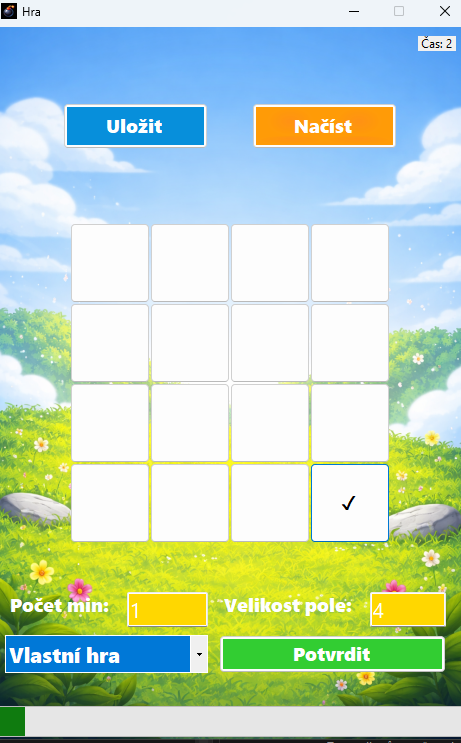 Hra
Čas: 2
Uložit Načíst
✓
Počet min: 1 Velikost pole: 4
Vlastní hra Potvrdit